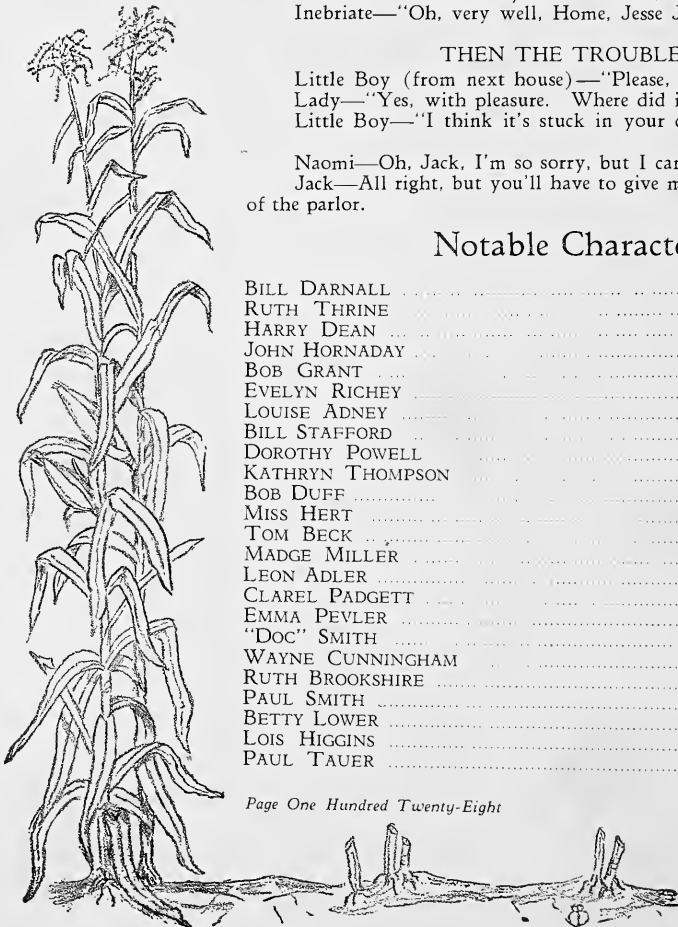 Inebriate—"Oh, very well, Home, Jesse J
THEN THE TROUBLE
Little Boy (from next house)—"Please,
Lady—"Yes, with pleasure. Where did i
Little Boy—"I think it's stuck in your
Naomi—Oh, Jack, I'm so sorry, but I
Jack—All right, but you'll have to give
of the parlor.
Notable
BILL DARNALL
RUTH THRINE
HARRY DEAN
JOHN HORNADAY
BOB GRANT
EVELYN RICHEY
LOUISE ADNEY
BILL STAFFORD
DOROTHY POWELL
KATHRYN THOMPSON
BOB DUFF
MISS HERT
TOM BECK
MADGE MILLER
LEON ADLER
CLAREL PADGETT
EMMA PEVLER
"DOC" SMITH
WAYNE CUNNINGHAM
RUTH BROOKSHIRE
PAUL SMITH
BETTY LOWER
LOIS HIGGINS
PAUL TAUER
Page One Hundred Twenty-Eight